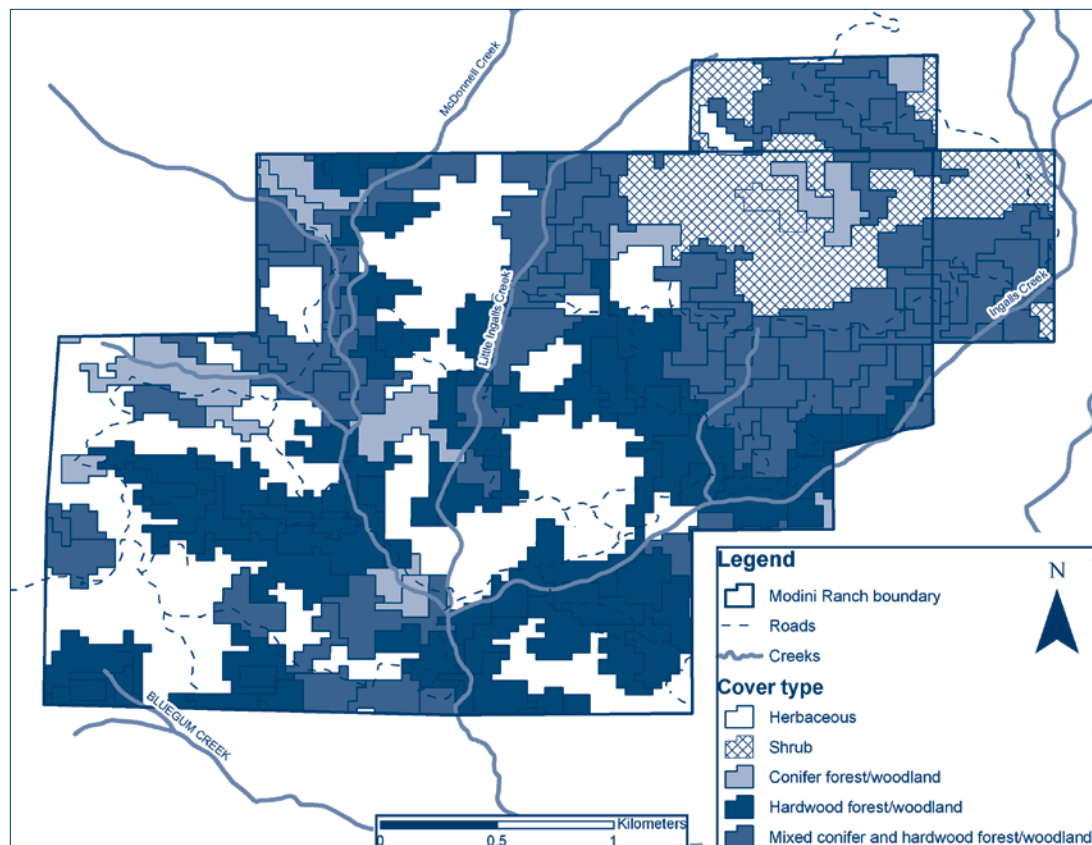 McDonnell Creek
Little Ingalls Creek
Ingalls Creek
BLUEGUM CREEK
Legend
Modini Ranch boundary
Roads
Creeks
Cover type
Herbaceous
Shrub
Conifer forest/woodland
Hardwood forest/woodland
Mixed conifer and hardwood forest/woodland
N
Kilometers
0 0.5 1